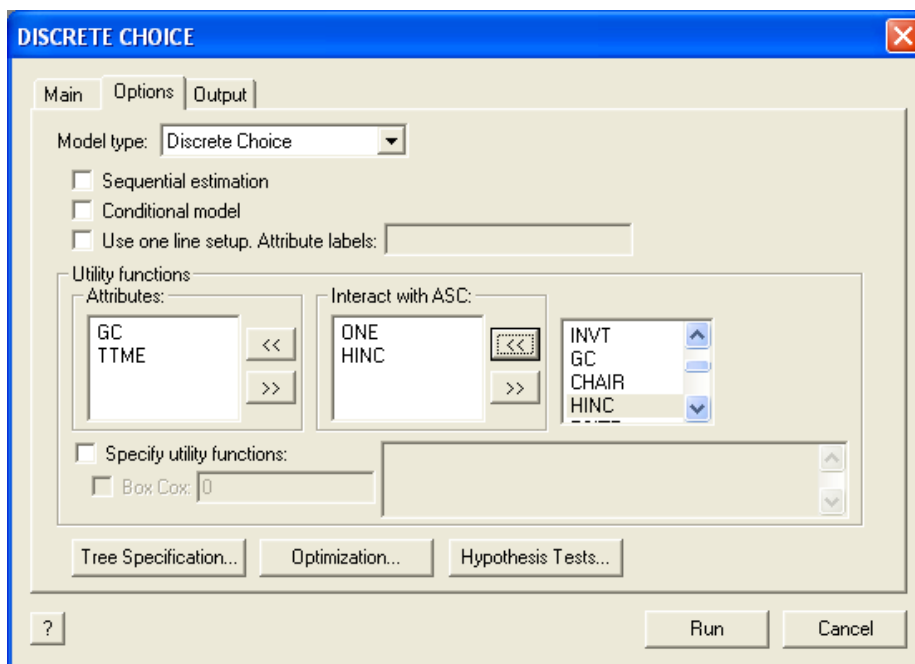 DISCRETE CHOICE
Main Options Output
Model type: Discrete Choice
Sequential estimation
Conditional model
Use one line setup. Attribute labels:
Utility functions
Attributes:
GC
TTME
<<
>>
Interact with ASC:
ONE
HINC
<<
>>
INVT
GC
CHAIR
HINC
Specify utility functions:
Box Cox: 0
Tree Specification... Optimization... Hypothesis Tests...
? Run Cancel